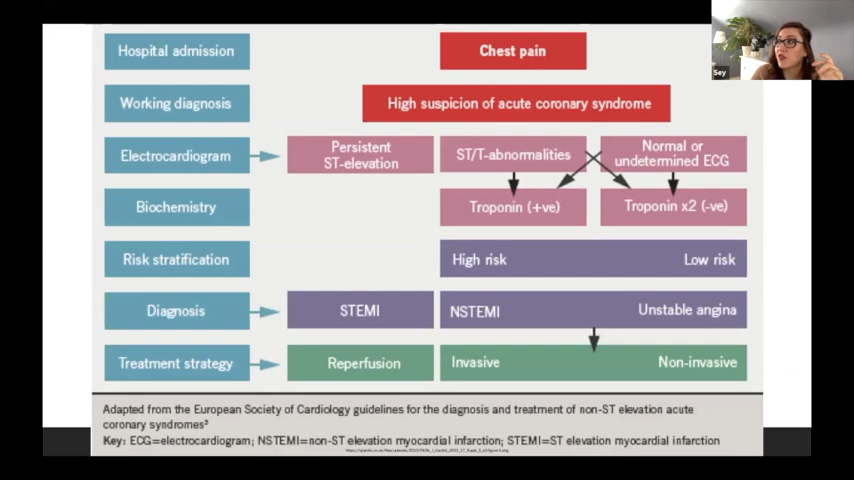 Sey
Hospital admission
Chest pain
Working diagnosis
High suspicion of acute coronary syndrome
Electrocardiogram
Persistent
ST-elevation
ST/T-abnormalities
Normal or
undetermined ECG
Biochemistry
Troponin (+ve)
Troponin x2 (-ve)
Risk stratification
High risk
Low risk
Diagnosis
STEMI
NSTEMI
Unstable angina
Treatment strategy
Reperfusion
Invasive
Non-invasive
Adapted from the European Society of Cardiology guidelines for the diagnosis and treatment of non-ST elevation acute
coronary syndromes
Key: ECG=electrocardiogram; NSTEMI=non-ST elevation myocardial infarction; STEMI=ST elevation myocardial infarction